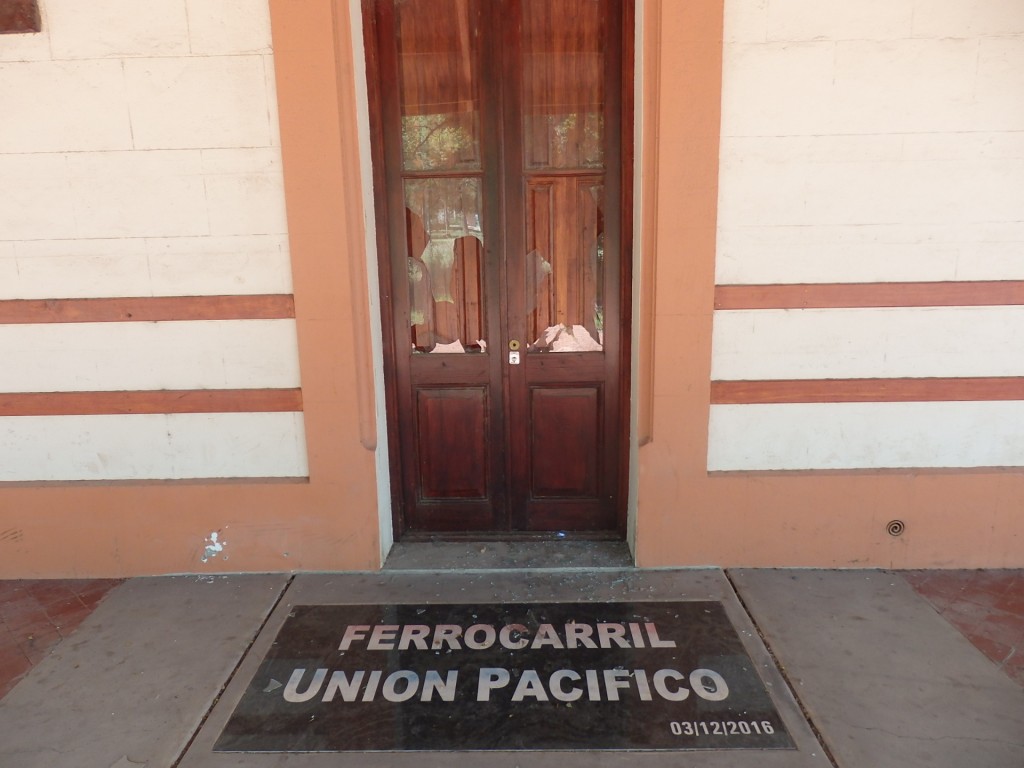 FERROCARRIL
UNION PACIFICO
03/12/2016